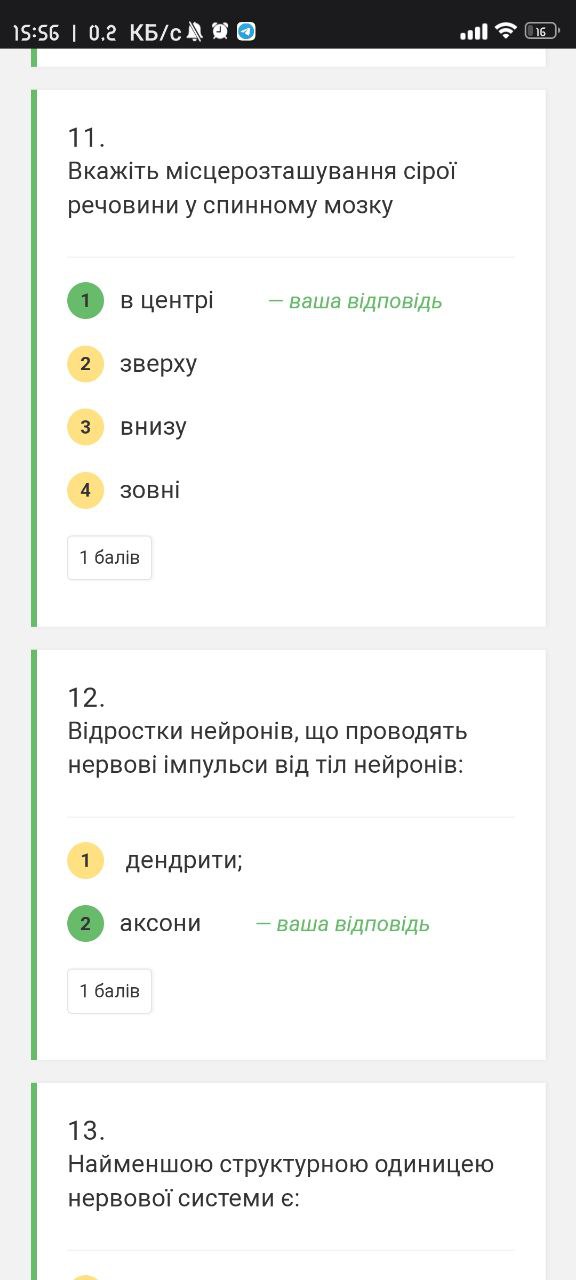 15:56 | 0.2 КБ/с 16
11.
Вкажіть місцерозташування сірої
речовини у спинному мозку
1 в центрі — ваша відповідь
2 зверху
3 внизу
4 зовні
1 балів
12.
Відростки нейронів, що проводять
нервові імпульси від тіл нейронів:
1 дендрити;
2 аксони — ваша відповідь
1 балів
13.
Найменшою структурною одиницею
нервової системи є: